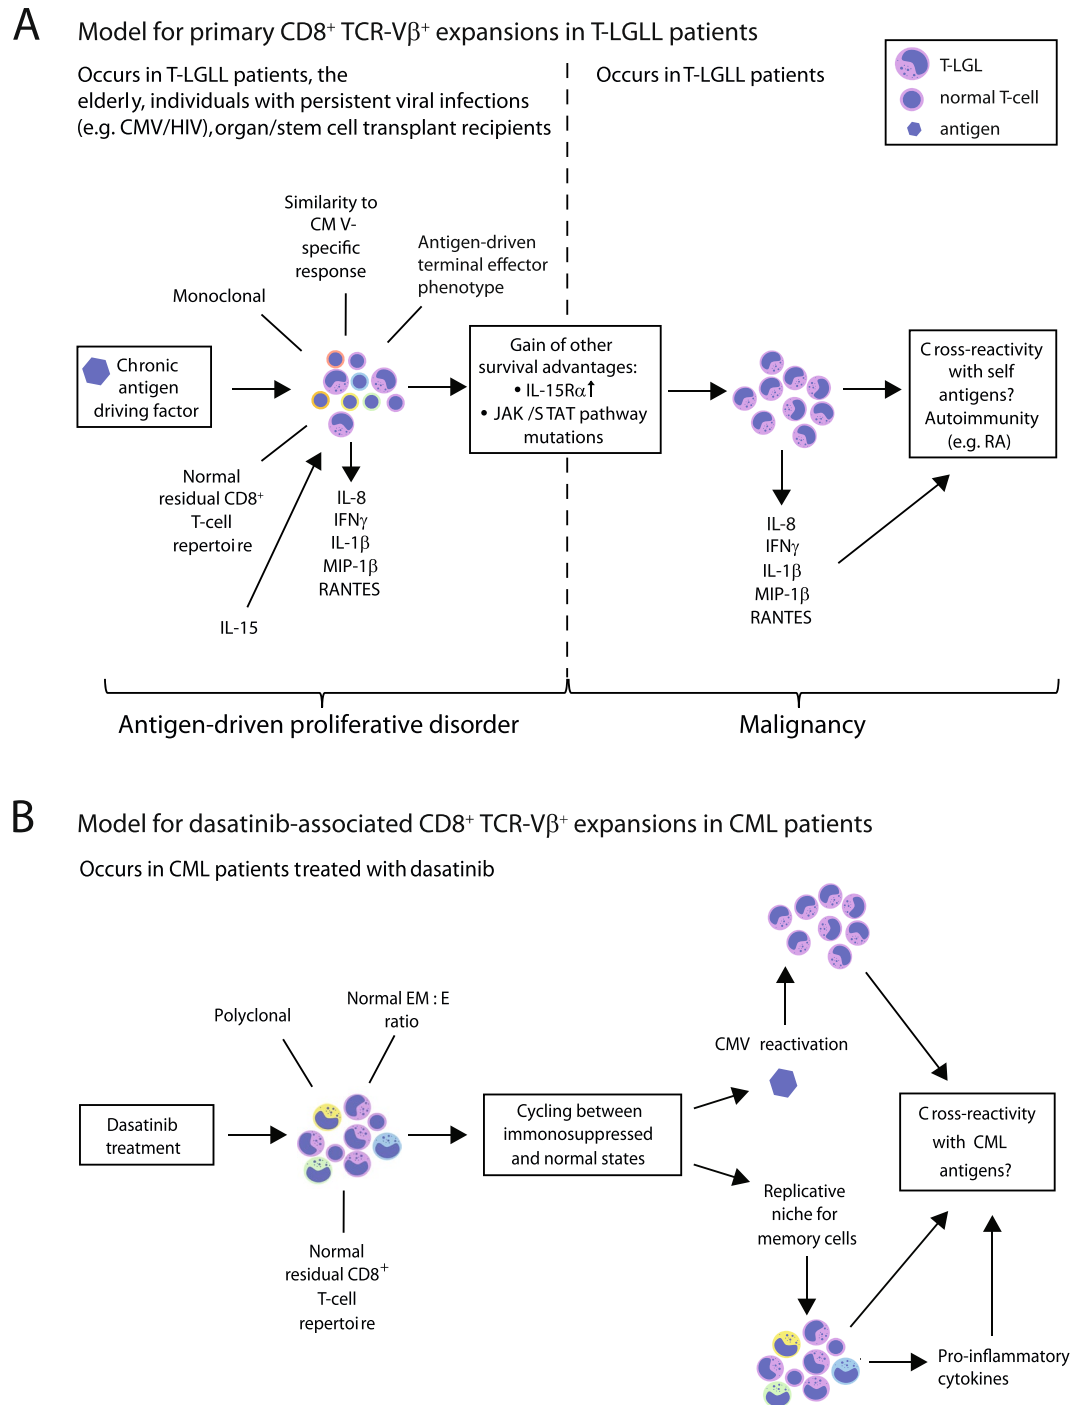 A
Model for primary CD8+ TCR-Vβ+ expansions in T-LGLL patients
Occurs in T-LGLL patients, the
elderly, individuals with persistent viral infections
(e.g. CMV/HIV), organ/stem cell transplant recipients
Occurs in T-LGLL patients
T-LGL
normal T-cell
antigen
Similarity to
CM V-
specific
response
Antigen-driven
terminal effector
phenotype
Monoclonal
Chronic
antigen
driving factor
Gain of other
survival advantages:
• IL-15Rα↑
• JAK /S TAT pathway
mutations
C ross-reactivity
with self
antigens?
Autoimmunity
(e.g. RA)
Normal
residual CD8+
T-cell
repertoire
IL-15
IL-8
IFNγ
IL-1β
MIP-1β
RANTES
IL-8
IFNγ
IL-1β
MIP-1β
RANTES
Antigen-driven proliferative disorder
Malignancy
B
Model for dasatinib-associated CD8+ TCR-Vβ+ expansions in CML patients
Occurs in CML patients treated with dasatinib
Polyclonal
Normal EM : E
ratio
Dasatinib
treatment
Normal
residual CD8+
T-cell
repertoire
Cycling between
immonosuppressed
and normal states
CMV reactivation
Replicative
niche for
memory cells
C ross-reactivity
with CML
antigens?
Pro-inflammatory
cytokines